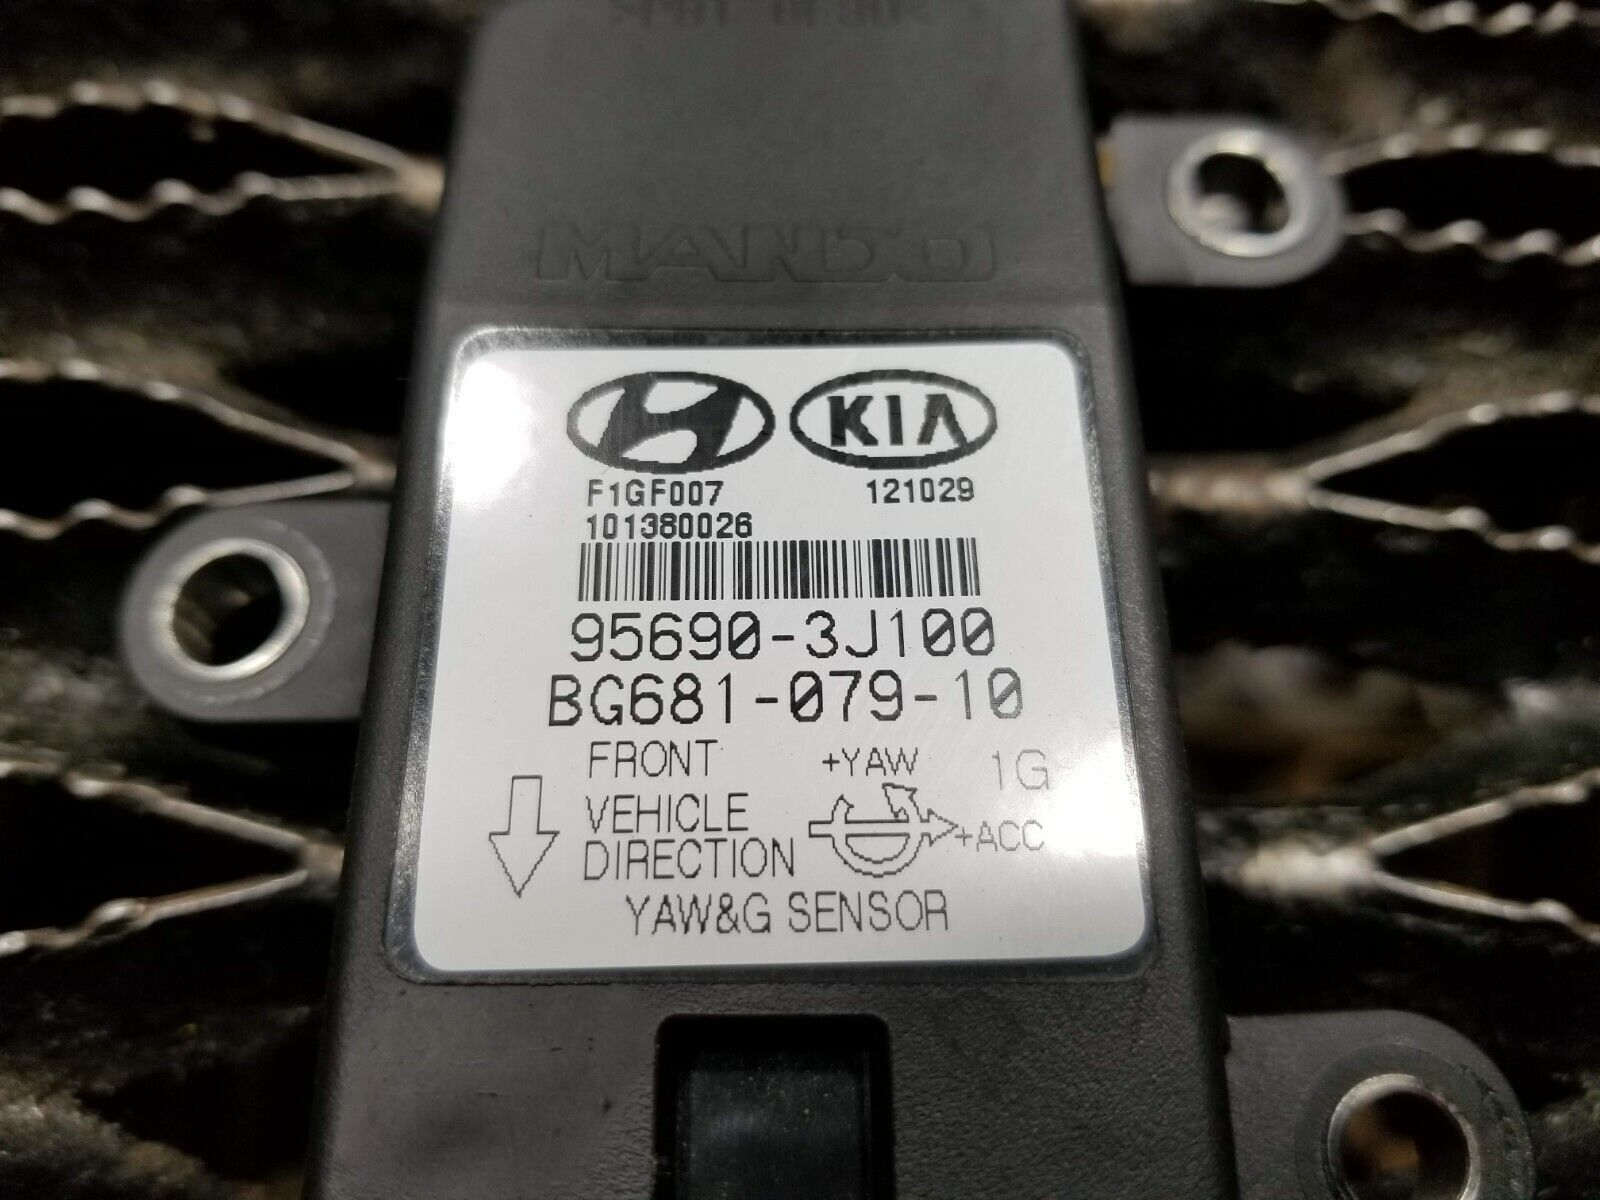 MANDO
KIA
F1GF007 121029
101380026
95690-3J100
BG681-079-10
FRONT +YAW 1G
VEHICLE
DIRECTION +ACC
YAW&G SENSOR